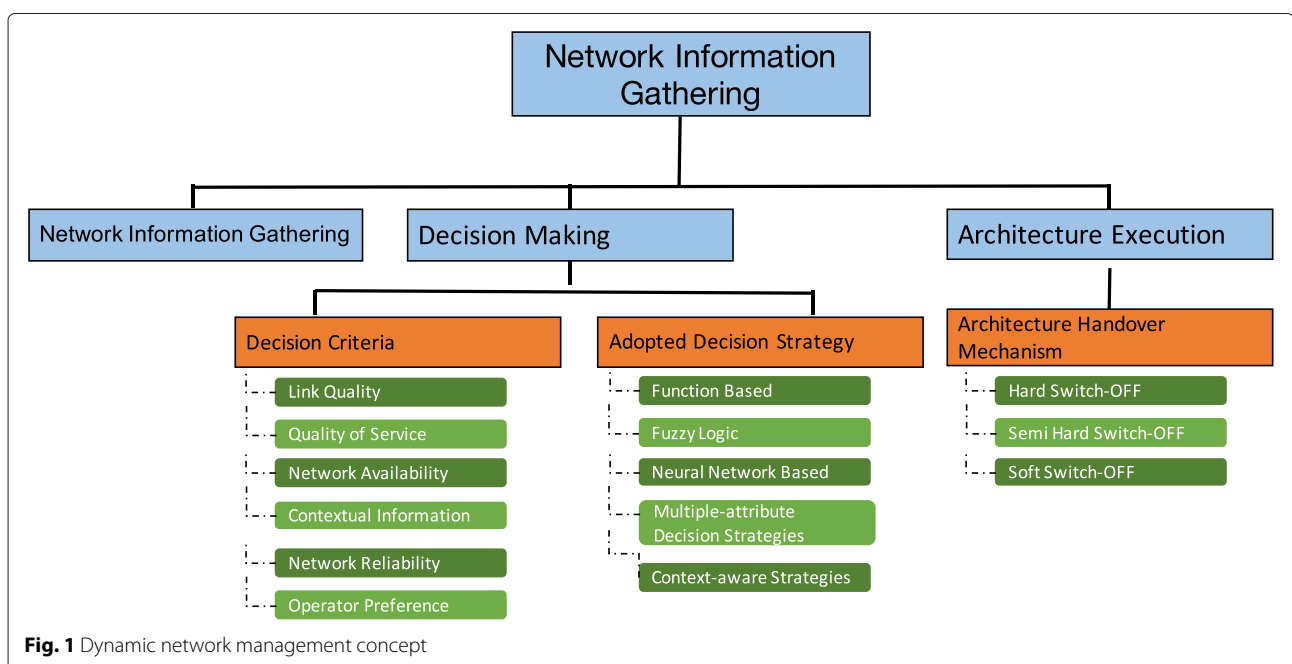 Network Information
Gathering
Network Information Gathering
Decision Making
Architecture Execution
Decision Criteria
Adopted Decision Strategy
Architecture Handover
Mechanism
Link Quality
Quality of Service
Network Availability
Contextual Information
Network Reliability
Operator Preference
Function Based
Fuzzy Logic
Neural Network Based
Multiple-attribute
Decision Strategies
Context-aware Strategies
Hard Switch-OFF
Semi Hard Switch-OFF
Soft Switch-OFF
Fig. 1 Dynamic network management concept